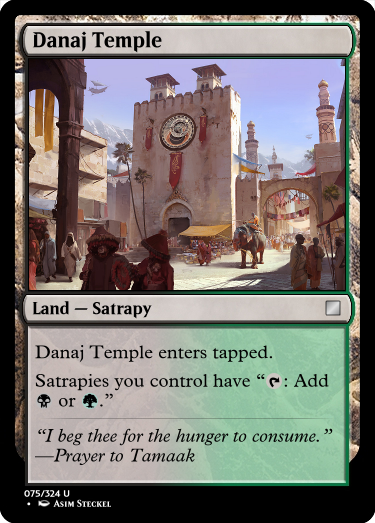 Danaj Temple
Land — Satrapy
Danaj Temple enters tapped.
Satrapies you control have “: Add
or .”
“I beg thee for the hunger to consume.”
—Prayer to Tamaak
075/324 U
• Asim Steckel